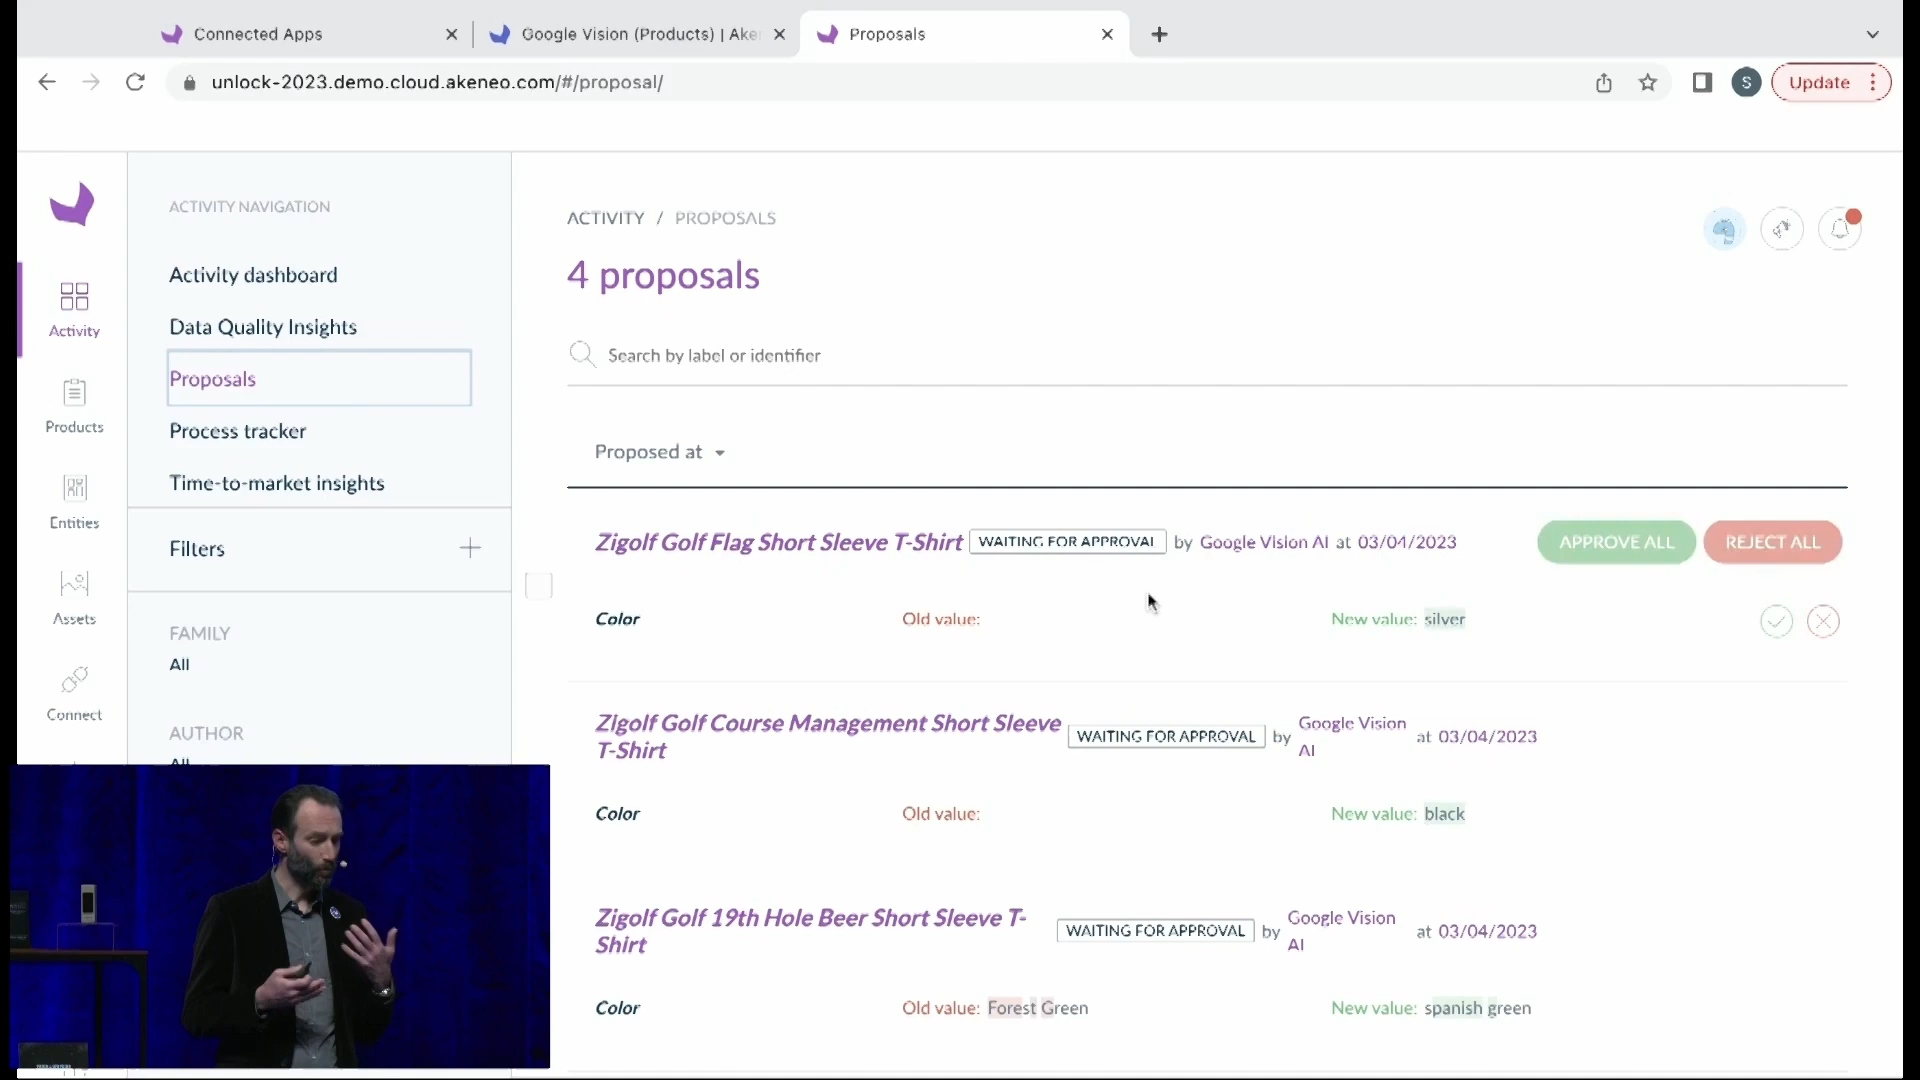 Connected Apps
Google Vision (Products) | Ake
Proposals
unlock-2023.demo.cloud.akeneo.com/#/proposal/
S
Update
ACTIVITY NAVIGATION
Activity dashboard
Data Quality Insights
Proposals
Process tracker
Time-to-market insights
Filters
FAMILY
All
AUTHOR
All
Activity
Products
Entities
Assets
Connect
ACTIVITY / PROPOSALS
4 proposals
Search by label or identifier
Proposed at
Zigolf Golf Flag Short Sleeve T-Shirt WAITING FOR APPROVAL by Google Vision AI at 03/04/2023 APPROVE ALL REJECT ALL
Color Old value: New value: silver
Zigolf Golf Course Management Short Sleeve
T-Shirt WAITING FOR APPROVAL by Google Vision
AI at 03/04/2023
Color Old value: New value: black
Zigolf Golf 19th Hole Beer Short Sleeve T-
Shirt WAITING FOR APPROVAL by Google Vision
AI at 03/04/2023
Color Old value: Forest Green New value: spanish green